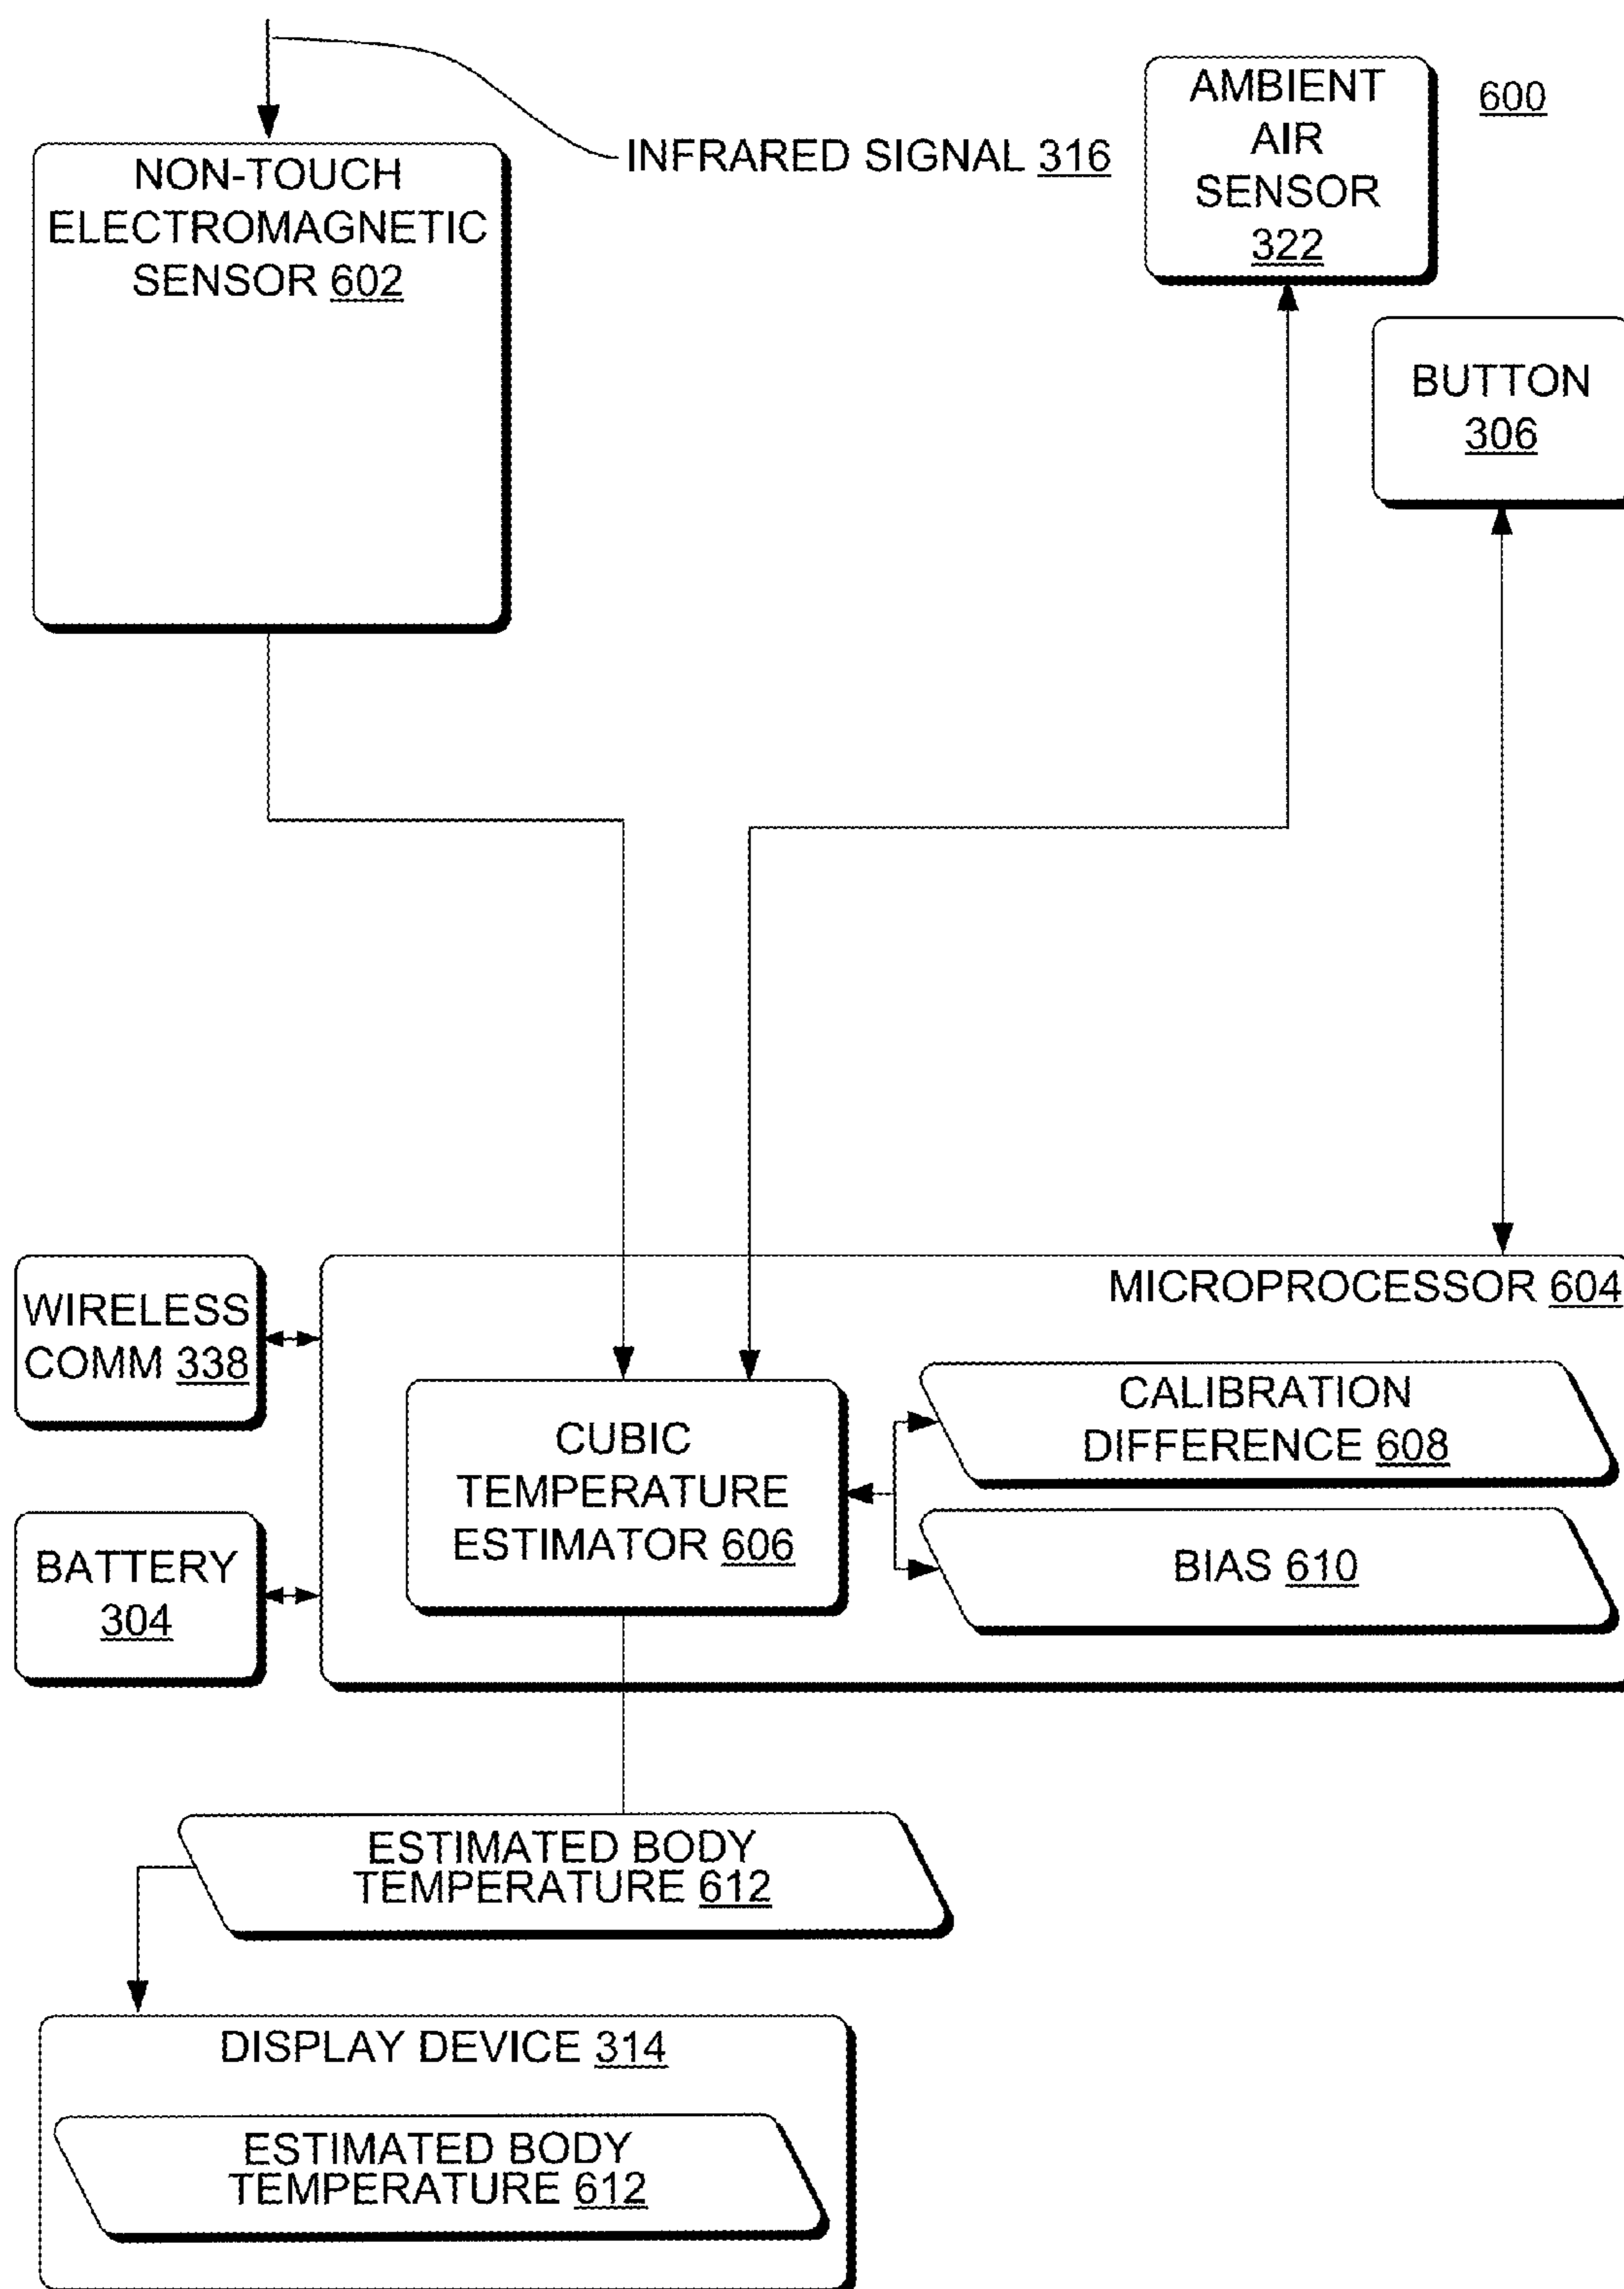 600
NON-TOUCH
ELECTROMAGNETIC
SENSOR 602
INFRARED SIGNAL 316
AMBIENT
AIR
SENSOR
322
BUTTON
306
MICROPROCESSOR 604
WIRELESS
COMM 338
CUBIC
TEMPERATURE
ESTIMATOR 606
CALIBRATION
DIFFERENCE 608
BIAS 610
BATTERY
304
ESTIMATED BODY
TEMPERATURE 612
DISPLAY DEVICE 314
ESTIMATED BODY
TEMPERATURE 612